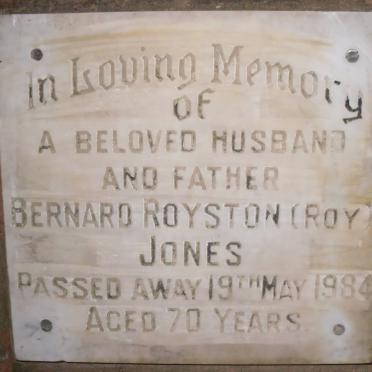 In Loving Memory
OF
A BELOVED HUSBAND
AND FATHER
BERNARD ROYSTON (ROY)
JONES
PASSED AWAY 19TH MAY 1984
AGED 70 YEARS.